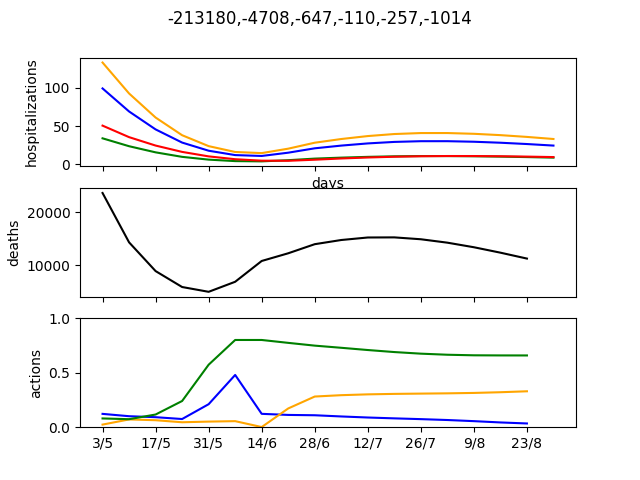 -213180,-4708,-647,-110,-257,-1014
hospitalizations
100
50
0
days
deaths
20000
10000
actions
1.0
0.5
0.0
3/5 17/5 31/5 14/6 28/6 12/7 26/7 9/8 23/8